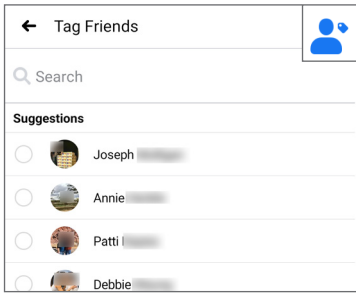 Tag Friends
Search
Suggestions
Joseph
Annie
Patti
Debbie